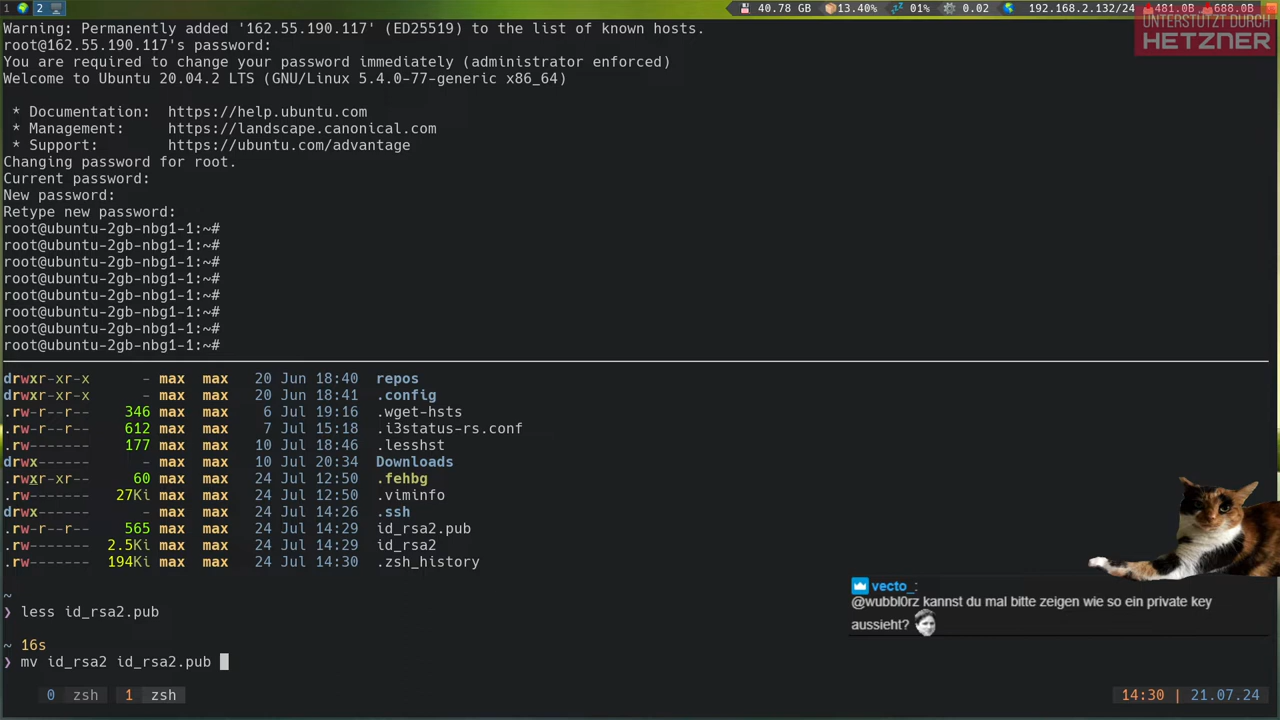 1 2 40.78 GB 13.40% 01% 0.02 192.168.2.132/24 481.0B 688.0B
UNTERSTÜTZT DURCH
HETZNER
Warning: Permanently added '162.55.190.117' (ED25519) to the list of known hosts.
root@162.55.190.117's password:
You are required to change your password immediately (administrator enforced)
Welcome to Ubuntu 20.04.2 LTS (GNU/Linux 5.4.0-77-generic x86_64)
* Documentation:  https://help.ubuntu.com
* Management:     https://landscape.canonical.com
* Support:        https://ubuntu.com/advantage
Changing password for root.
Current password:
New password:
Retype new password:
root@ubuntu-2gb-nbg1-1:~#
root@ubuntu-2gb-nbg1-1:~#
root@ubuntu-2gb-nbg1-1:~#
root@ubuntu-2gb-nbg1-1:~#
root@ubuntu-2gb-nbg1-1:~#
root@ubuntu-2gb-nbg1-1:~#
root@ubuntu-2gb-nbg1-1:~#
root@ubuntu-2gb-nbg1-1:~#
drwxr-xr-x     - max  max   20 Jun 18:40  repos
drwxr-xr-x     - max  max   20 Jun 18:41  .config
.rw-r--r--   346 max  max    6 Jul 19:16  .wget-hsts
.rw-r--r--   612 max  max    7 Jul 15:18  .i3status-rs.conf
.rw-------   177 max  max   10 Jul 18:46  .lesshst
drwx------     - max  max   10 Jul 20:34  Downloads
.rwxr-xr--    60 max  max   24 Jul 12:50  .fehbg
.rw-------  27Ki max  max   24 Jul 12:50  .viminfo
drwx------     - max  max   24 Jul 14:26  .ssh
.rw-r--r--   565 max  max   24 Jul 14:29  id_rsa2.pub
.rw------- 2.5Ki max  max   24 Jul 14:29  id_rsa2
.rw------- 194Ki max  max   24 Jul 14:30  .zsh_history
~
❯ less id_rsa2.pub
~ 16s
❯ mv id_rsa2 id_rsa2.pub
vecto_:
@wubbl0rz kannst du mal bitte zeigen wie so ein private key
aussieht?
0 zsh 1 zsh 14:30 | 21.07.24